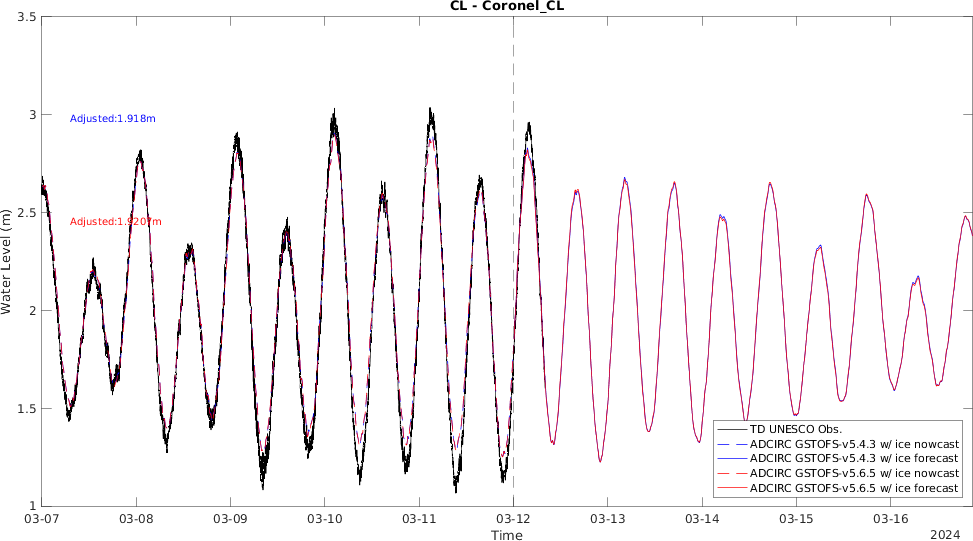 CL - Coronel_CL
3.5
3
2.5
2
1.5
1
Water Level (m)
Adjusted:1.918m
Adjusted:1.9207m
TD UNESCO Obs.
ADCIRC GSTOFS-v5.4.3 w/ ice nowcast
ADCIRC GSTOFS-v5.4.3 w/ ice forecast
ADCIRC GSTOFS-v5.6.5 w/ ice nowcast
ADCIRC GSTOFS-v5.6.5 w/ ice forecast
03-07 03-08 03-09 03-10 03-11 03-12 03-13 03-14 03-15 03-16
Time
2024